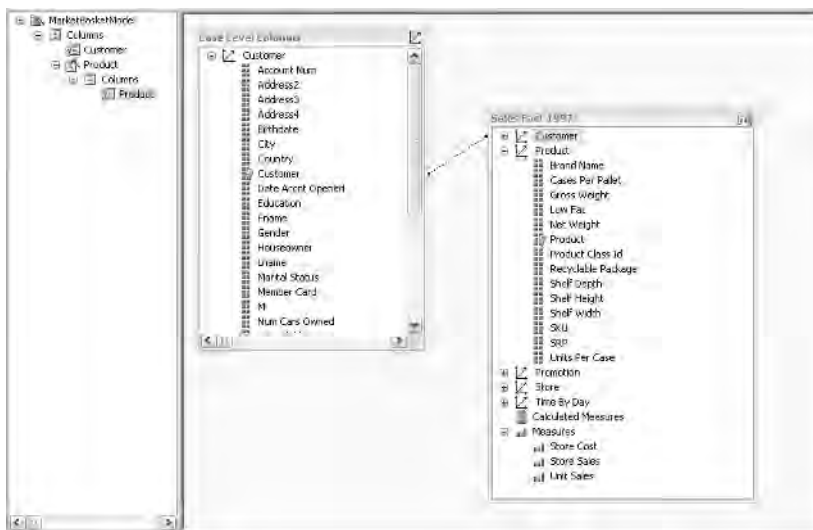 MarketBasketModel
Columns
Customer
Product
Columns
Product
Case Level Columns
Customer
Account Num
Address2
Address3
Address4
Birthdate
City
Country
Customer
Date Accnt Opened
Education
Fname
Gender
Houseowner
Lname
Marital Status
Member Card
MI
Num Cars Owned
Sales Fact 1997
Customer
Product
Brand Name
Cases Per Pallet
Gross Weight
Low Fat
Net Weight
Product
Product Class Id
Recyclable Package
Shelf Depth
Shelf Height
Shelf Width
SKU
SRP
Units Per Case
Promotion
Store
Time By Day
Calculated Measures
Measures
Store Cost
Store Sales
Unit Sales